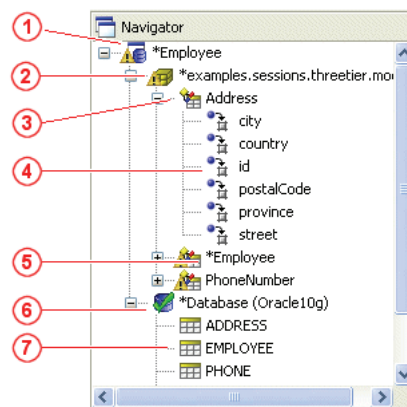 Navigator
1
*Employee
2
*examples.sessions.threetier.mo
3
Address
city
country
4
id
postalCode
province
street
5
*Employee
PhoneNumber
6
*Database (Oracle10g)
ADDRESS
7
EMPLOYEE
PHONE